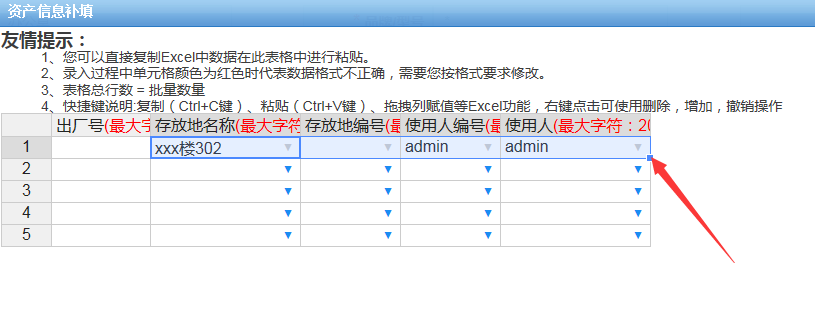 资产信息补填
友情提示：
1、您可以直接复制Excel中数据在此表格中进行粘贴。
2、录入过程中单元格颜色为红色时代表数据格式不正确，需要您按格式要求修改。
3、表格总行数 = 批量数量
4、快捷键说明:复制（Ctrl+C键）、粘贴（Ctrl+V键）、拖拽列赋值等Excel功能，右键点击可使用删除，增加，撤销操作
出厂号(最大字 存放地名称(最大字符 存放地编号(最 使用人编号(最 使用人(最大字符：20
1 xxx楼302 admin admin
2
3
4
5